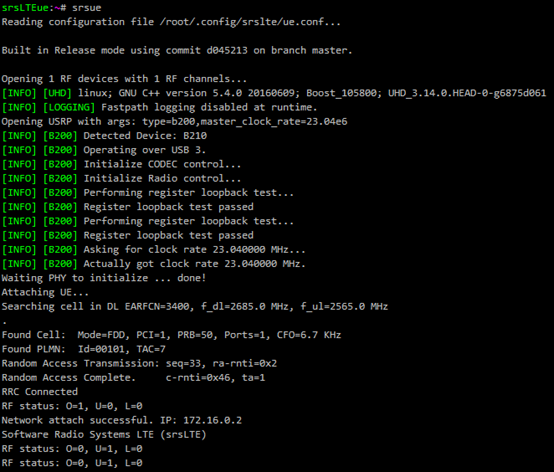 srsLTEue:~# srsue
Reading configuration file /root/.config/srslte/ue.conf...
Built in Release mode using commit d045213 on branch master.
Opening 1 RF devices with 1 RF channels...
[INFO] [UHD] linux; GNU C++ version 5.4.0 20160609; Boost_105800; UHD_3.14.0.HEAD-0-g6875d061
[INFO] [LOGGING] Fastpath logging disabled at runtime.
Opening USRP with args: type=b200,master_clock_rate=23.04e6
[INFO] [B200] Detected Device: B210
[INFO] [B200] Operating over USB 3.
[INFO] [B200] Initialize CODEC control...
[INFO] [B200] Initialize Radio control...
[INFO] [B200] Performing register loopback test...
[INFO] [B200] Register loopback test passed
[INFO] [B200] Performing register loopback test...
[INFO] [B200] Register loopback test passed
[INFO] [B200] Asking for clock rate 23.040000 MHz...
[INFO] [B200] Actually got clock rate 23.040000 MHz.
Waiting PHY to initialize ... done!
Attaching UE...
Searching cell in DL EARFCN=3400, f_dl=2685.0 MHz, f_ul=2565.0 MHz
.
Found Cell:  Mode=FDD, PCI=1, PRB=50, Ports=1, CFO=6.7 KHz
Found PLMN:  Id=00101, TAC=7
Random Access Transmission: seq=33, ra-rnti=0x2
Random Access Complete.     c-rnti=0x46, ta=1
RRC Connected
RF status: O=1, U=0, L=0
Network attach successful. IP: 172.16.0.2
Software Radio Systems LTE (srsLTE)
RF status: O=0, U=1, L=0
RF status: O=0, U=1, L=0